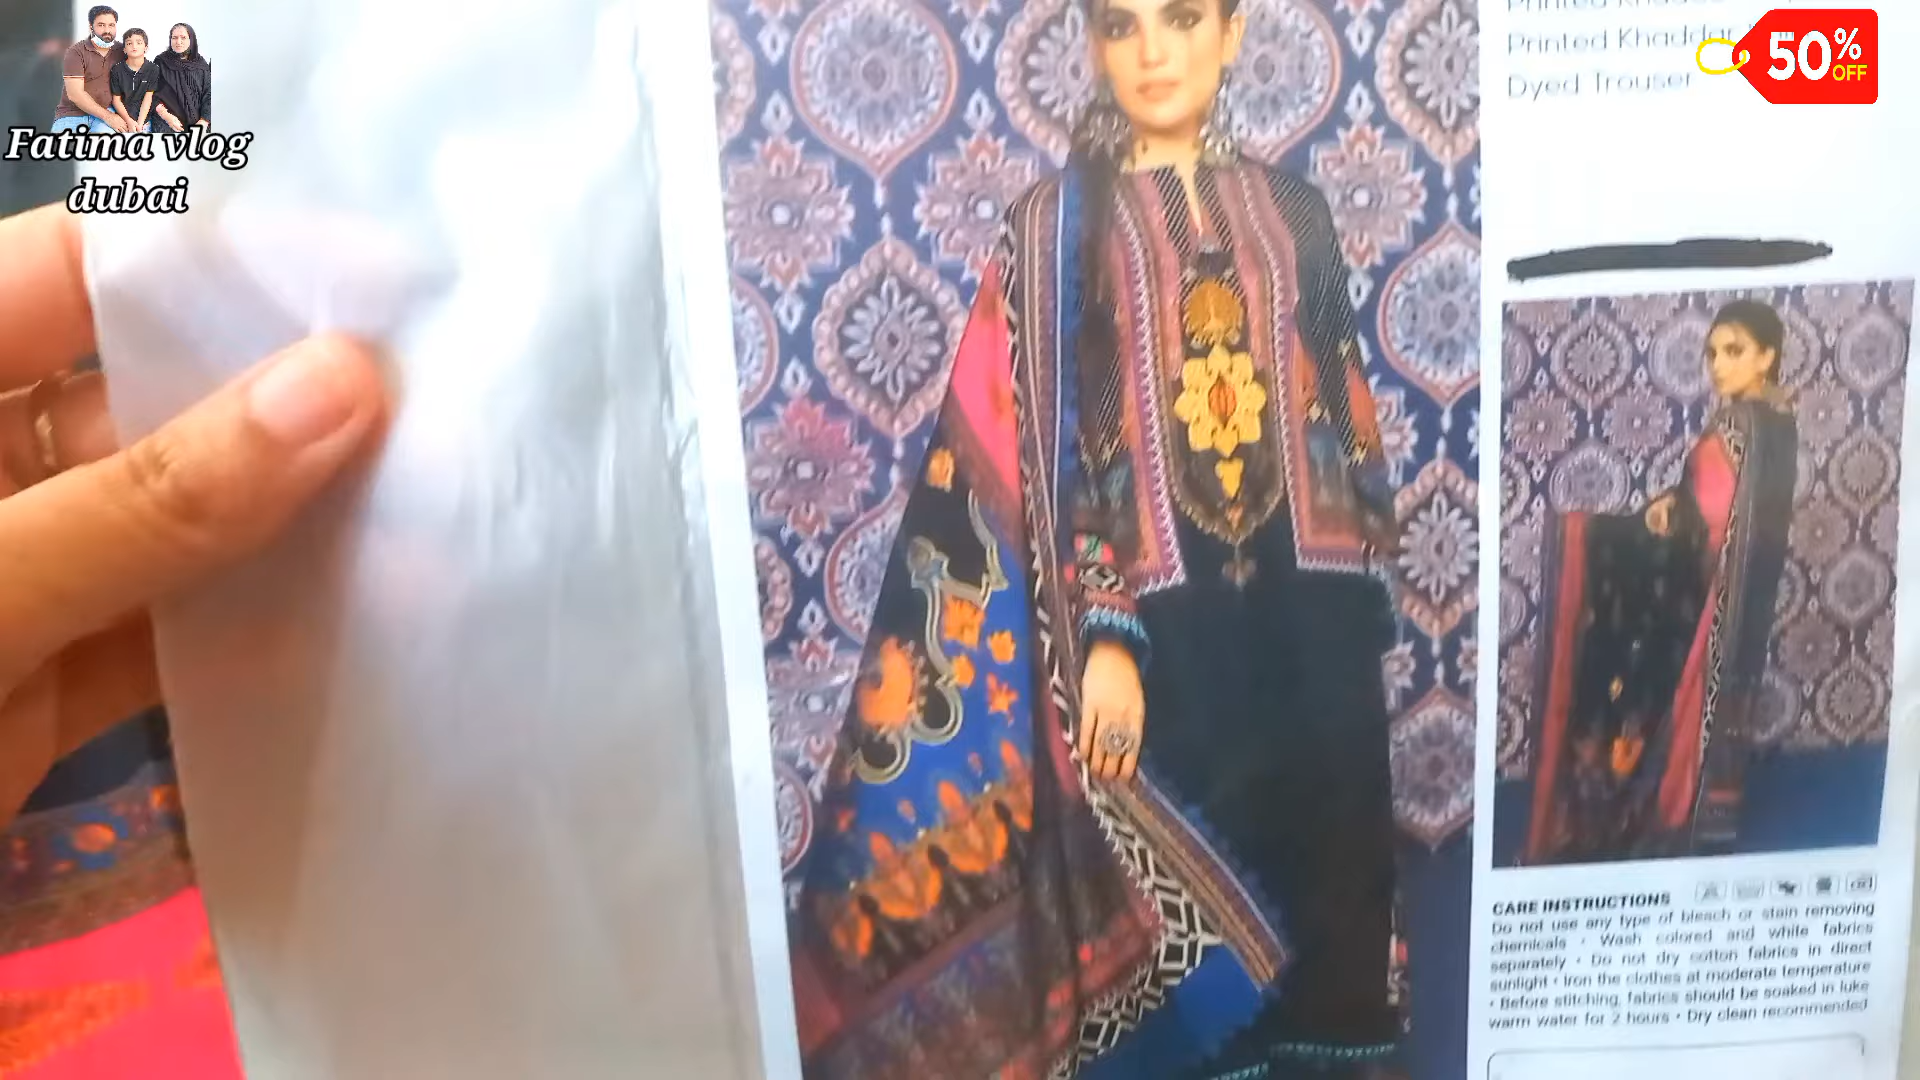 Fatima vlog
dubai
Printed Khaddar
Dyed Trouser
50%
OFF
CARE INSTRUCTIONS
Do not use any type of bleach or stain removing
chemicals • Wash colored and white fabrics
separately • Do not dry cotton fabrics in direct
sunlight • Iron the clothes at moderate temperature
• Before stitching, fabrics should be soaked in luke
warm water for 2 hours • Dry clean recommended